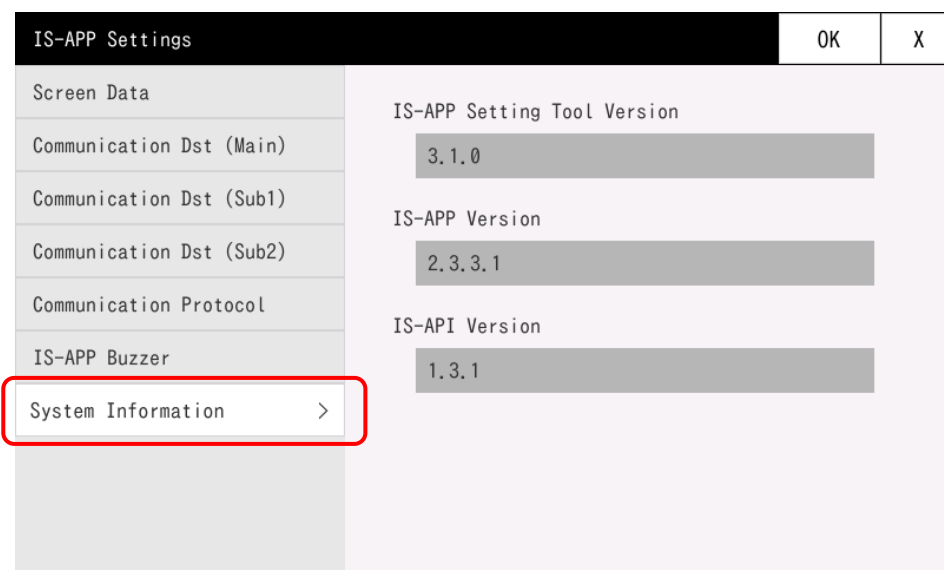 IS-APP Settings
OK
X
Screen Data
Communication Dst (Main)
Communication Dst (Sub1)
Communication Dst (Sub2)
Communication Protocol
IS-APP Buzzer
System Information >
IS-APP Setting Tool Version
3.1.0
IS-APP Version
2.3.3.1
IS-API Version
1.3.1